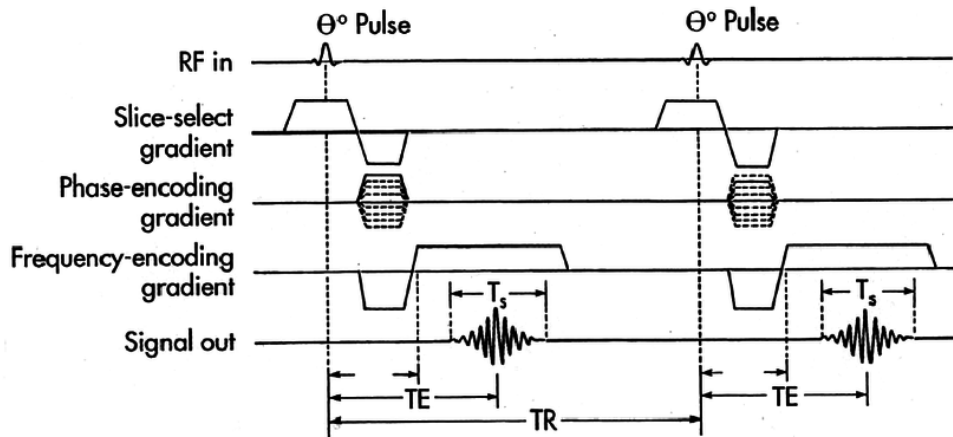 Θ° Pulse Θ° Pulse
RF in
Slice-select
gradient
Phase-encoding
gradient
Frequency-encoding
gradient
Ts Ts
Signal out
TE TE
TR